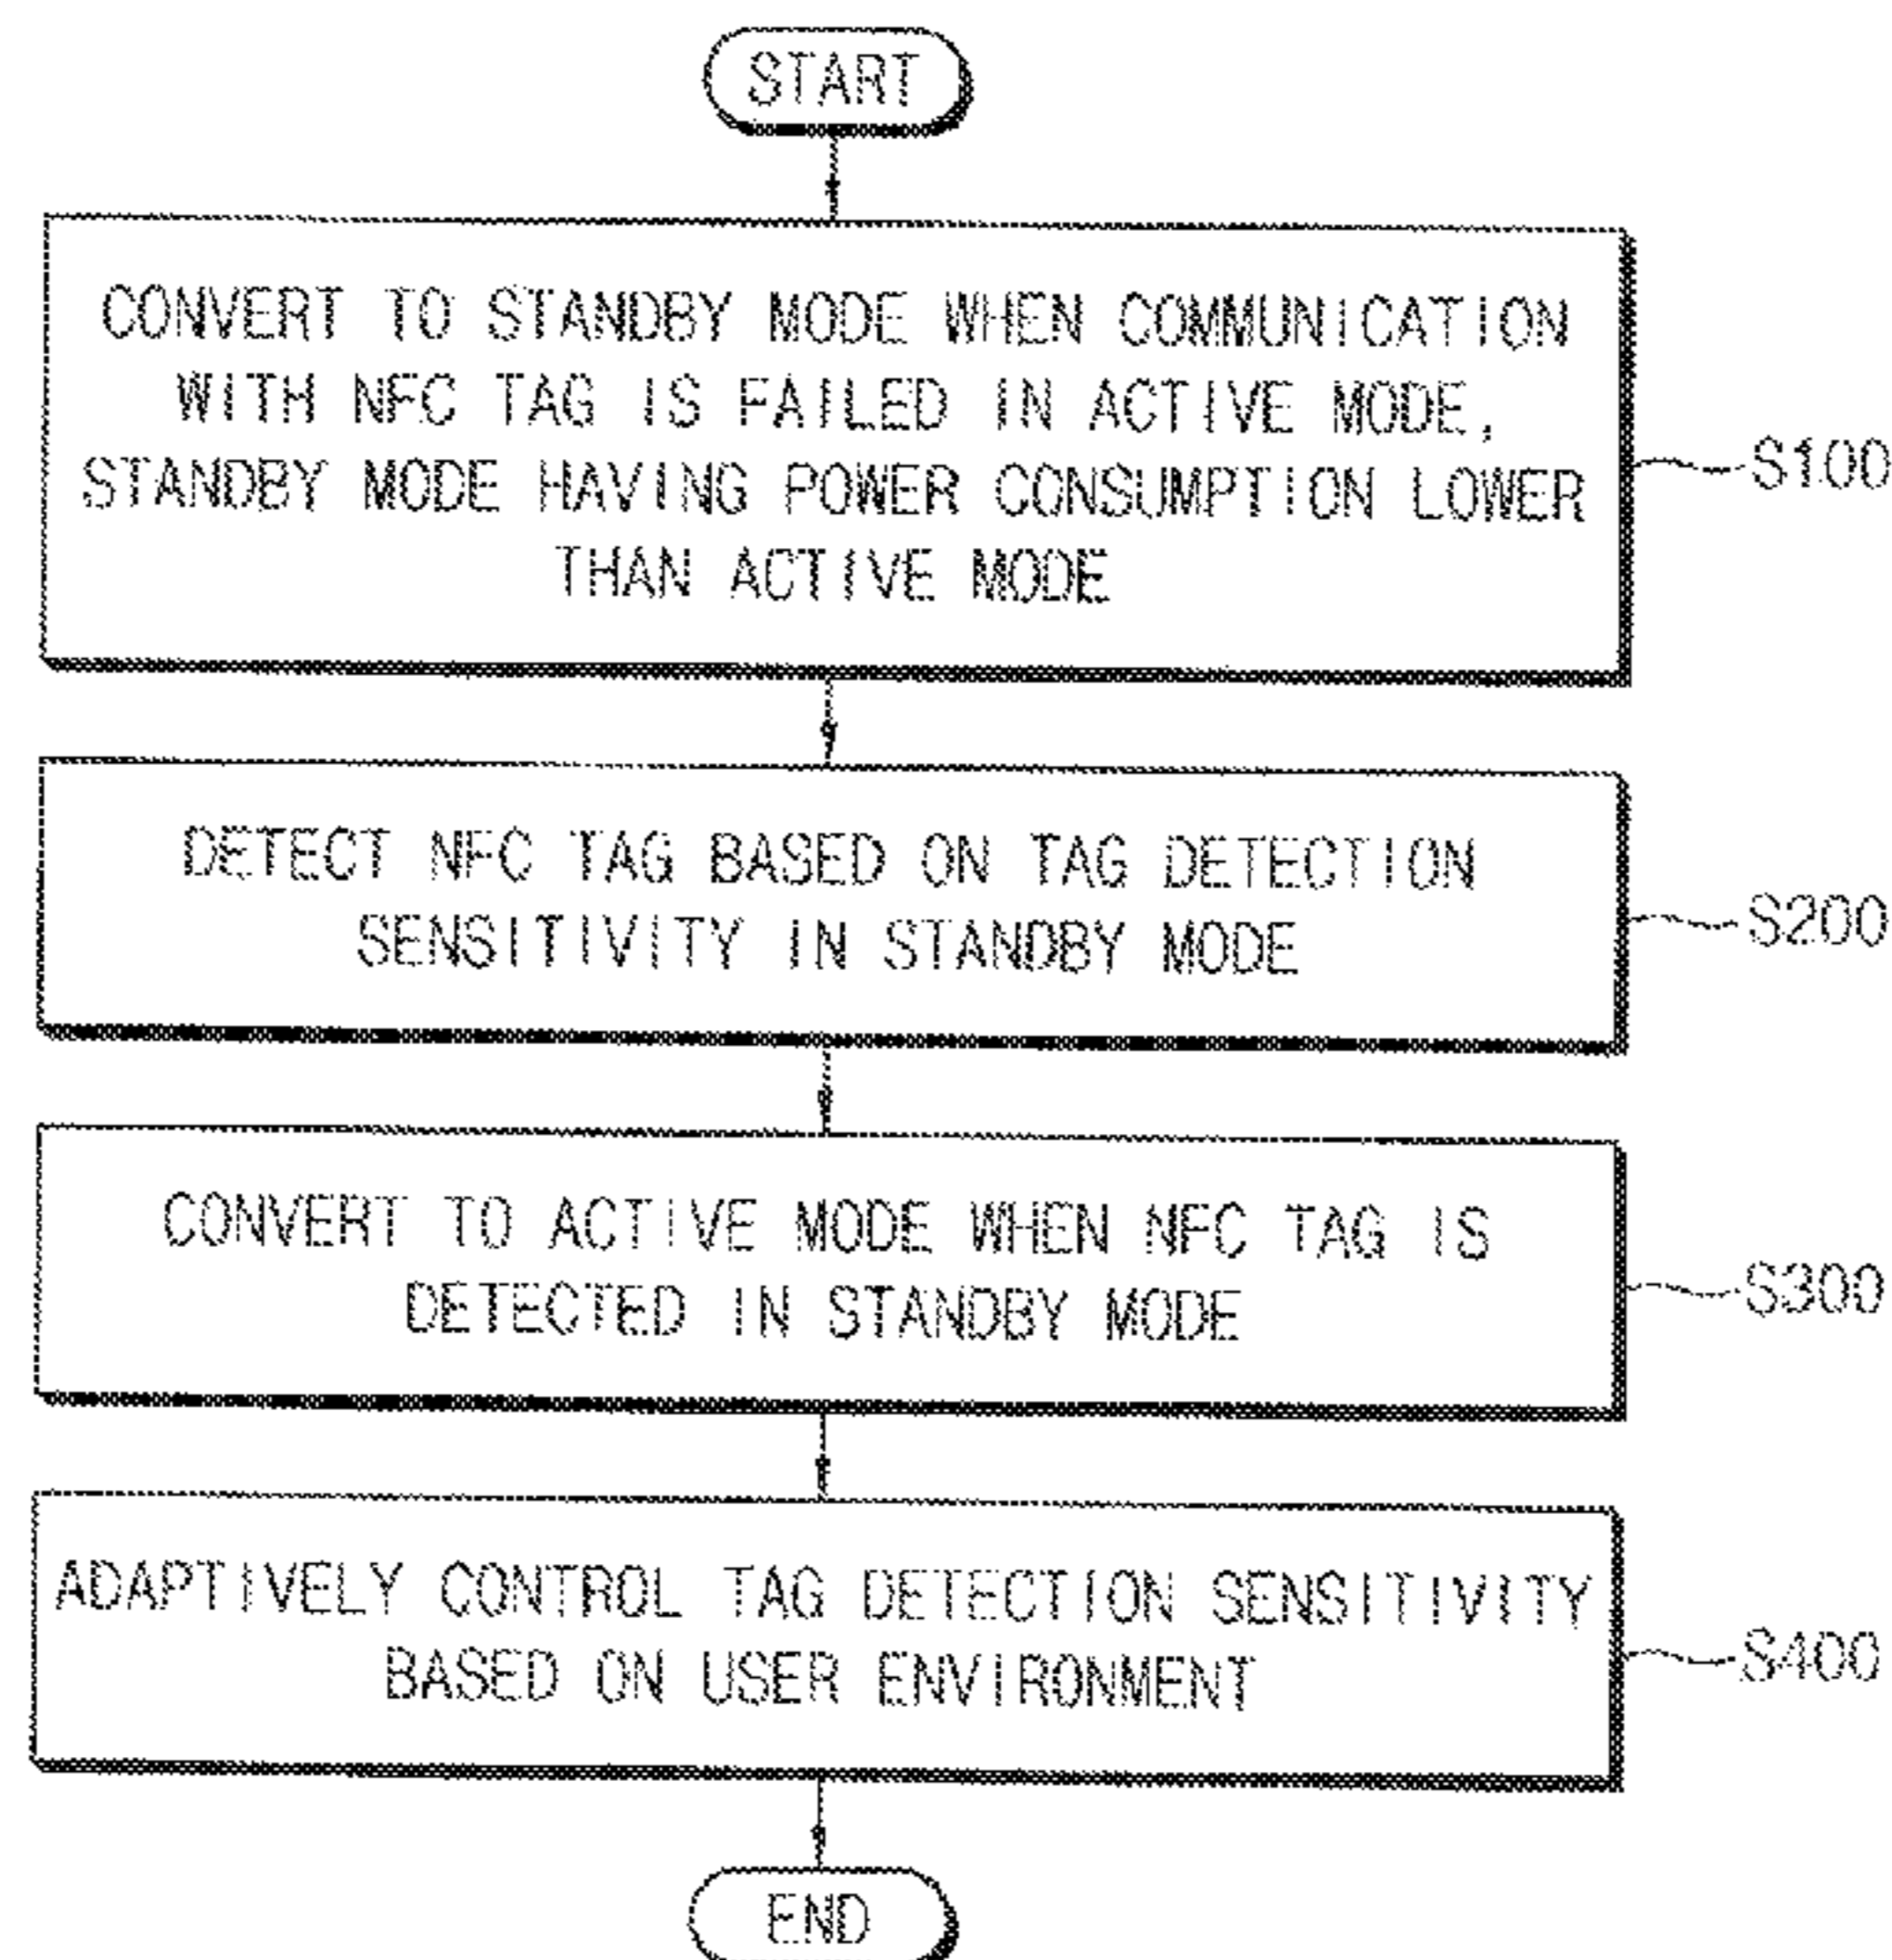 START
CONVERT TO STANDBY MODE WHEN COMMUNICATION
WITH NFC TAG IS FAILED IN ACTIVE MODE,
STANDBY MODE HAVING POWER CONSUMPTION LOWER
THAN ACTIVE MODE
S100
DETECT NFC TAG BASED ON TAG DETECTION
SENSITIVITY IN STANDBY MODE
S200
CONVERT TO ACTIVE MODE WHEN NFC TAG IS
DETECTED IN STANDBY MODE
S300
ADAPTIVELY CONTROL TAG DETECTION SENSITIVITY
BASED ON USER ENVIRONMENT
S400
END